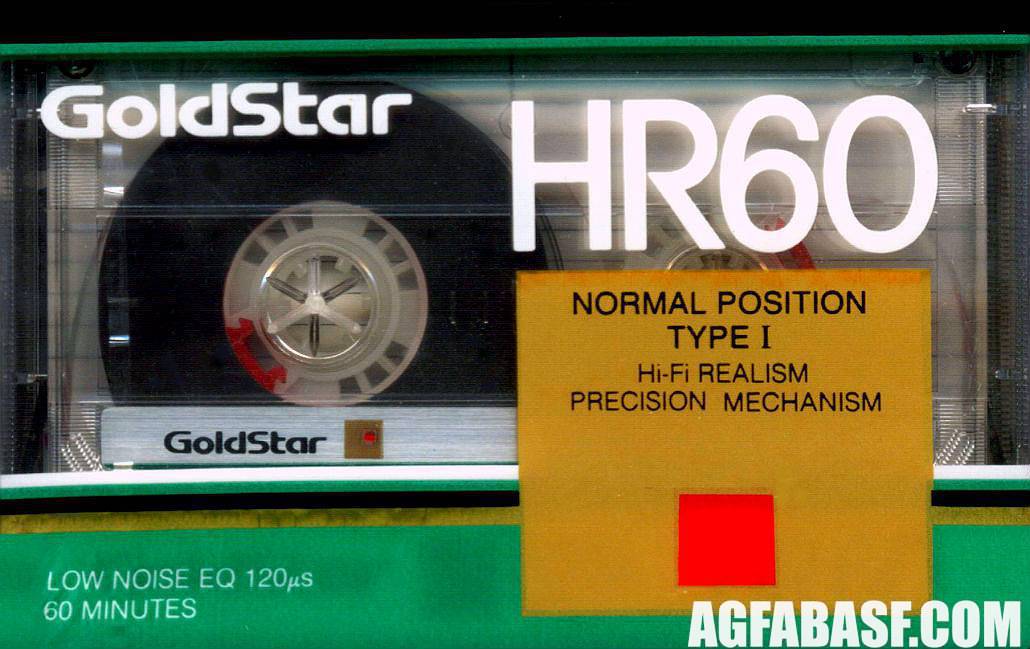 GoldStar
HR60
NORMAL POSITION
TYPE I
Hi-Fi REALISM
PRECISION MECHANISM
GoldStar
LOW NOISE EQ 120µs
60 MINUTES
AGFABASF.COM